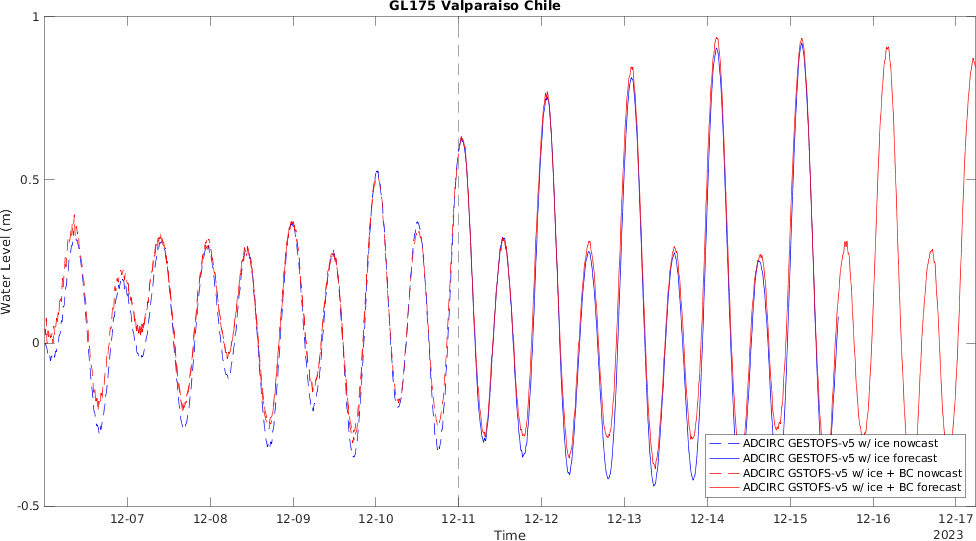 GL175 Valparaiso Chile
1
0.5
0
-0.5
Water Level (m)
12-07 12-08 12-09 12-10 12-11 12-12 12-13 12-14 12-15 12-16 12-17
Time
2023
ADCIRC GESTOFS-v5 w/ ice nowcast
ADCIRC GESTOFS-v5 w/ ice forecast
ADCIRC GSTOFS-v5 w/ ice + BC nowcast
ADCIRC GSTOFS-v5 w/ ice + BC forecast